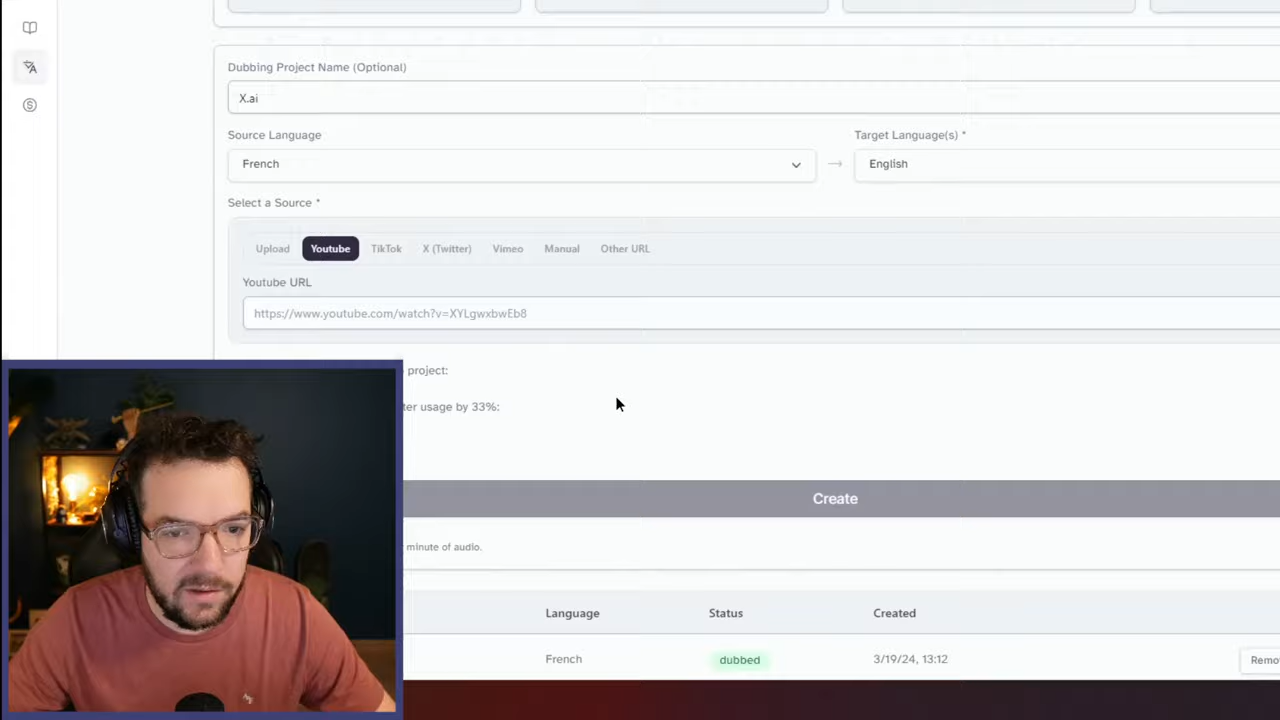 Dubbing Project Name (Optional)
X.ai
Source Language
Target Language(s) *
French
English
Select a Source *
Upload Youtube TikTok X (Twitter) Vimeo Manual Other URL
Youtube URL
https://www.youtube.com/watch?v=XYLgwxbwEb8
project:
usage by 33%:
Create
minute of audio.
Language Status Created
French dubbed 3/19/24, 13:12